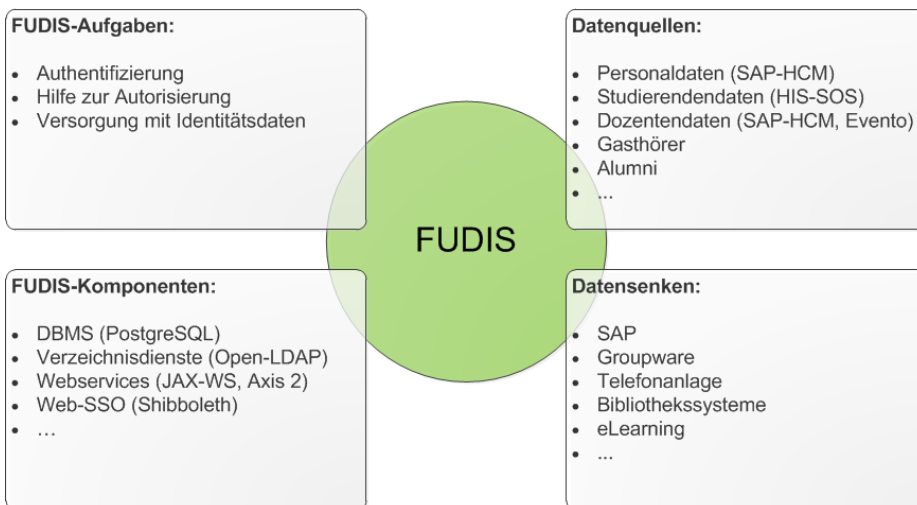 FUDIS-Aufgaben:
• Authentifizierung
• Hilfe zur Autorisierung
• Versorgung mit Identitätsdaten
Datenquellen:
• Personaldaten (SAP-HCM)
• Studierendendaten (HIS-SOS)
• Dozentendaten (SAP-HCM, Evento)
• Gasthörer
• Alumni
• ...
FUDIS
FUDIS-Komponenten:
• DBMS (PostgreSQL)
• Verzeichnisdienste (Open-LDAP)
• Webservices (JAX-WS, Axis 2)
• Web-SSO (Shibboleth)
• …
Datensenken:
• SAP
• Groupware
• Telefonanlage
• Bibliothekssysteme
• eLearning
• ...